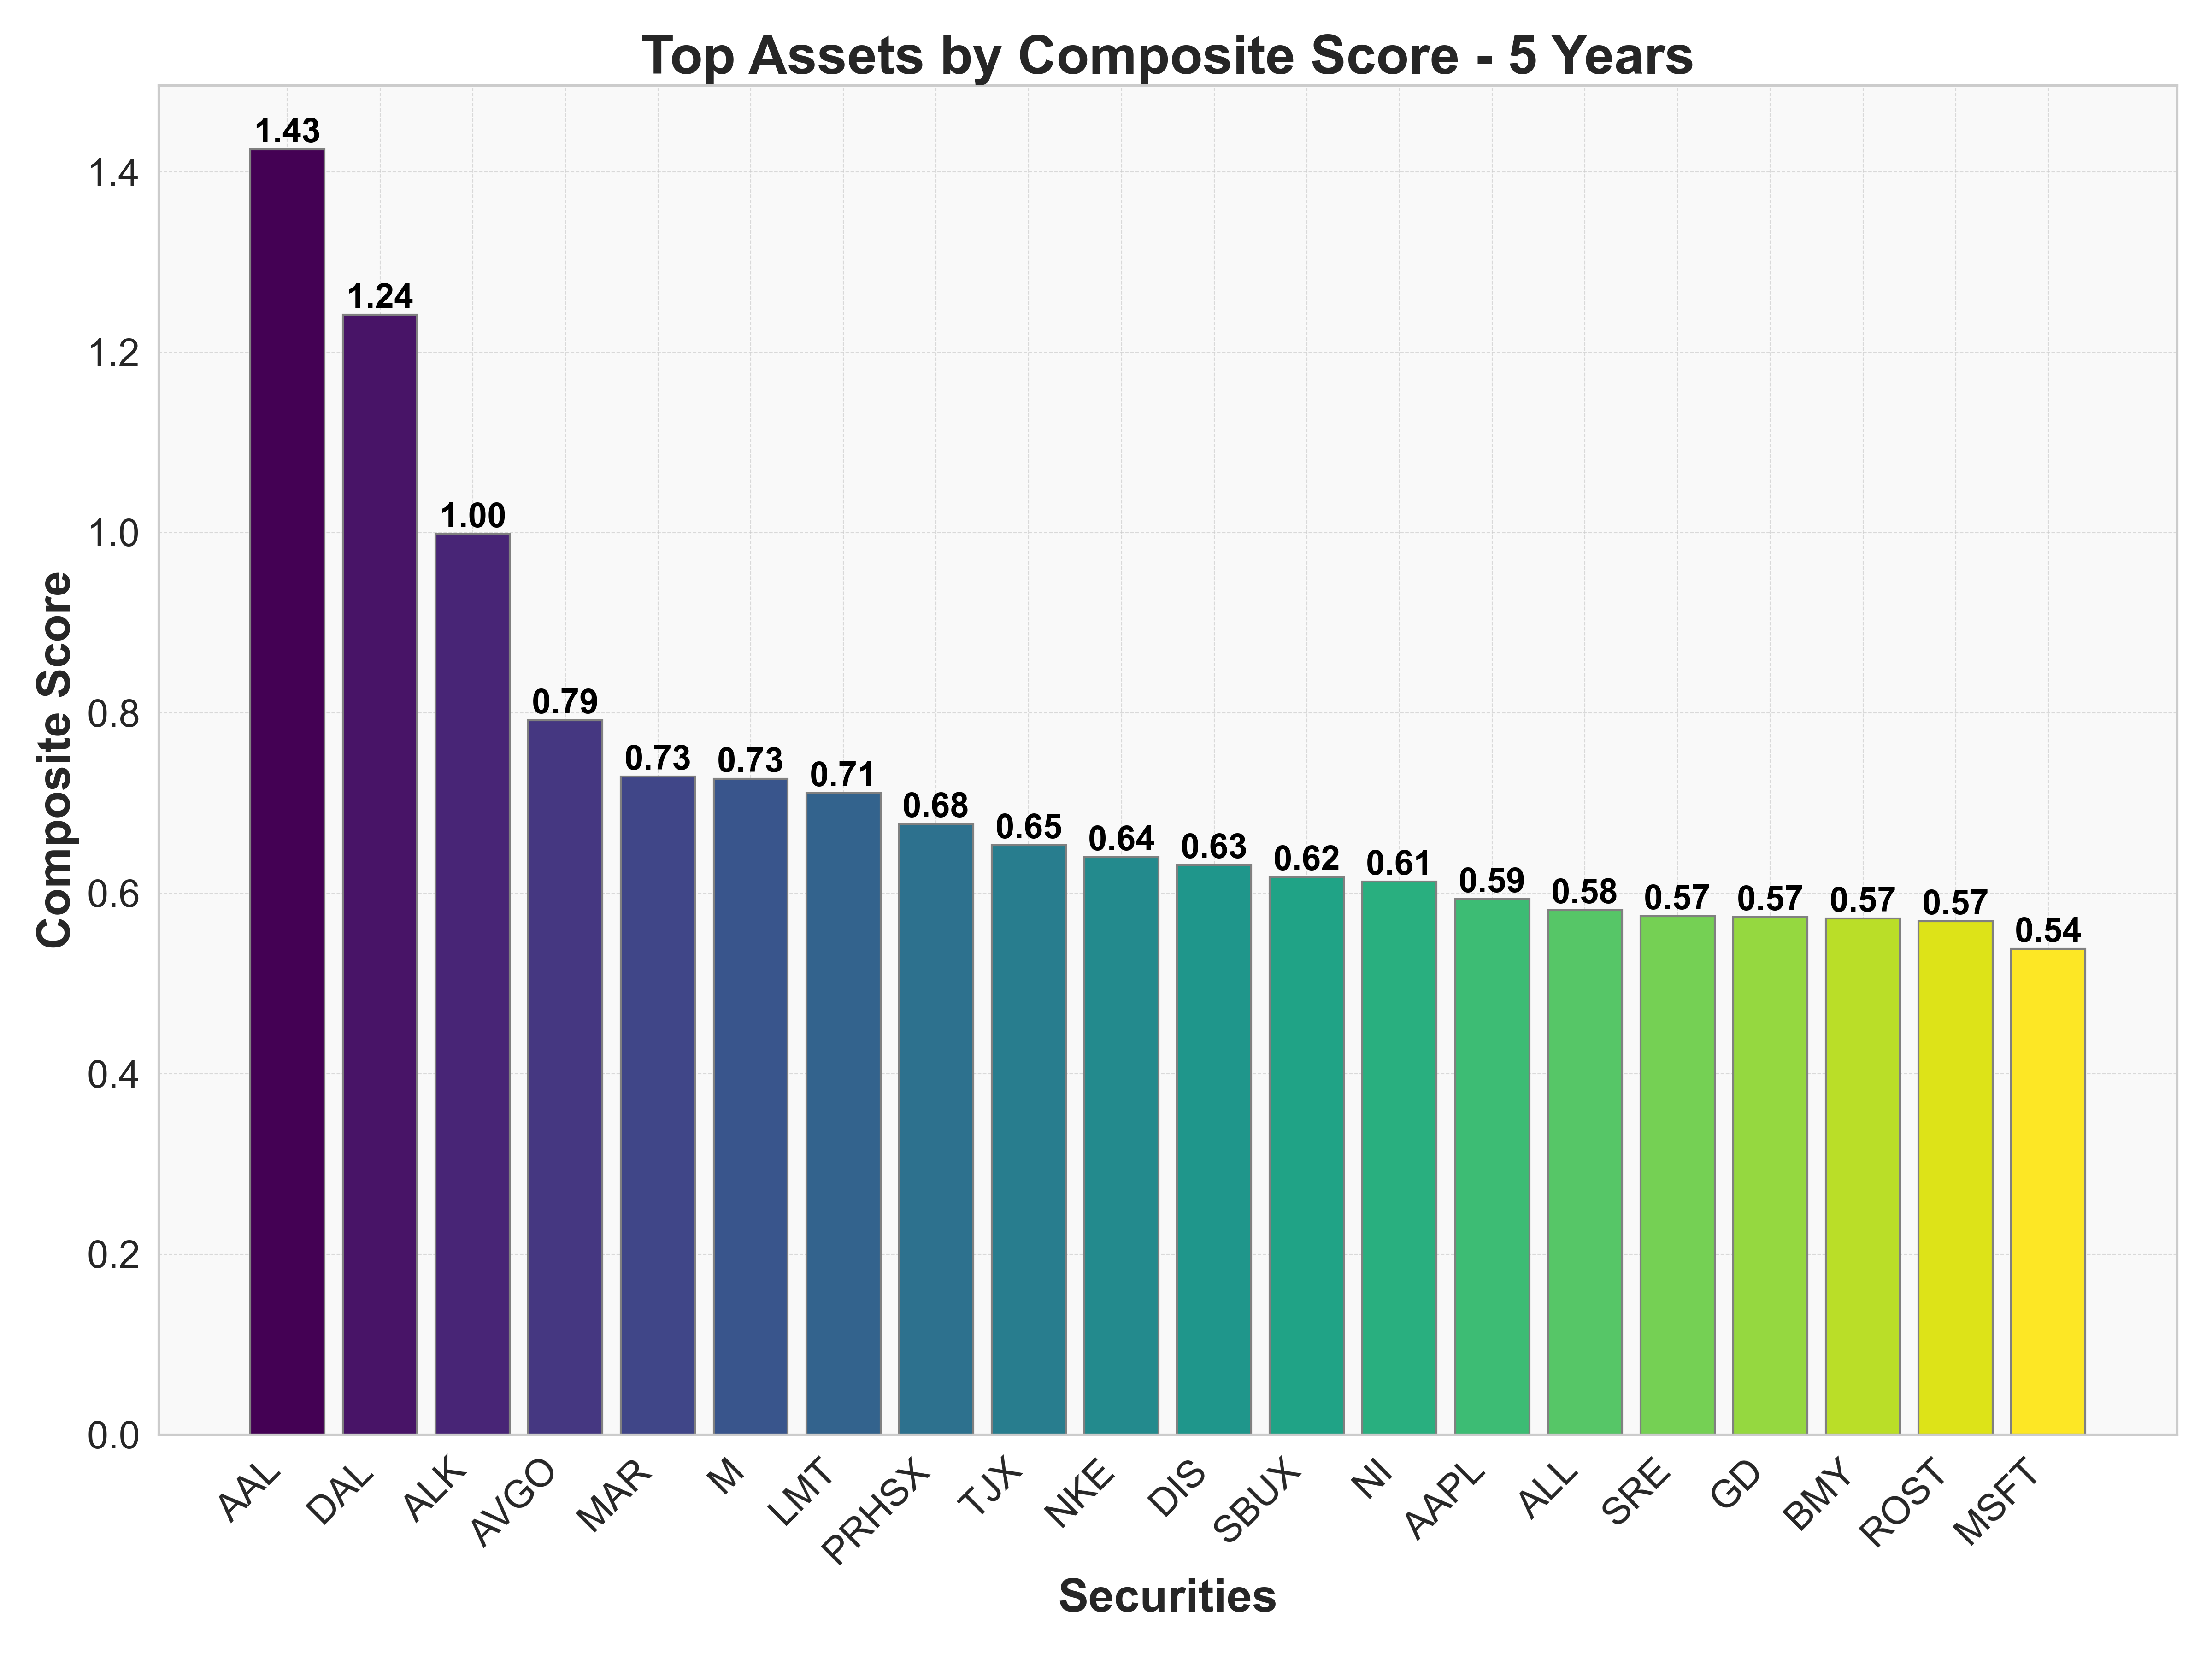 Top Assets by Composite Score - 5 Years
Composite Score
1.4
1.2
1.0
0.8
0.6
0.4
0.2
0.0
1.43
1.24
1.00
0.79
0.73
0.73
0.71
0.68
0.65
0.64
0.63
0.62
0.61
0.59
0.58
0.57
0.57
0.57
0.57
0.54
AAL
DAL
ALK
AVGO
MAR
M
LMT
PRHSX
TJX
NKE
DIS
SBUX
NI
AAPL
ALL
SRE
GD
BMY
ROST
MSFT
Securities